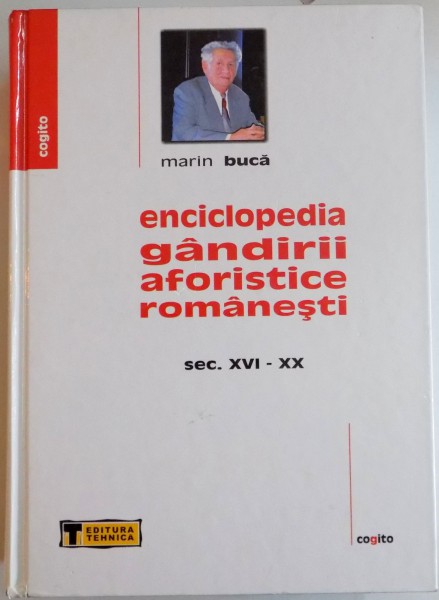 cogito
marin bucă
enciclopedia
gândirii
aforistice
românești
sec. XVI - XX
T EDITURA
TEHNICA
cogito